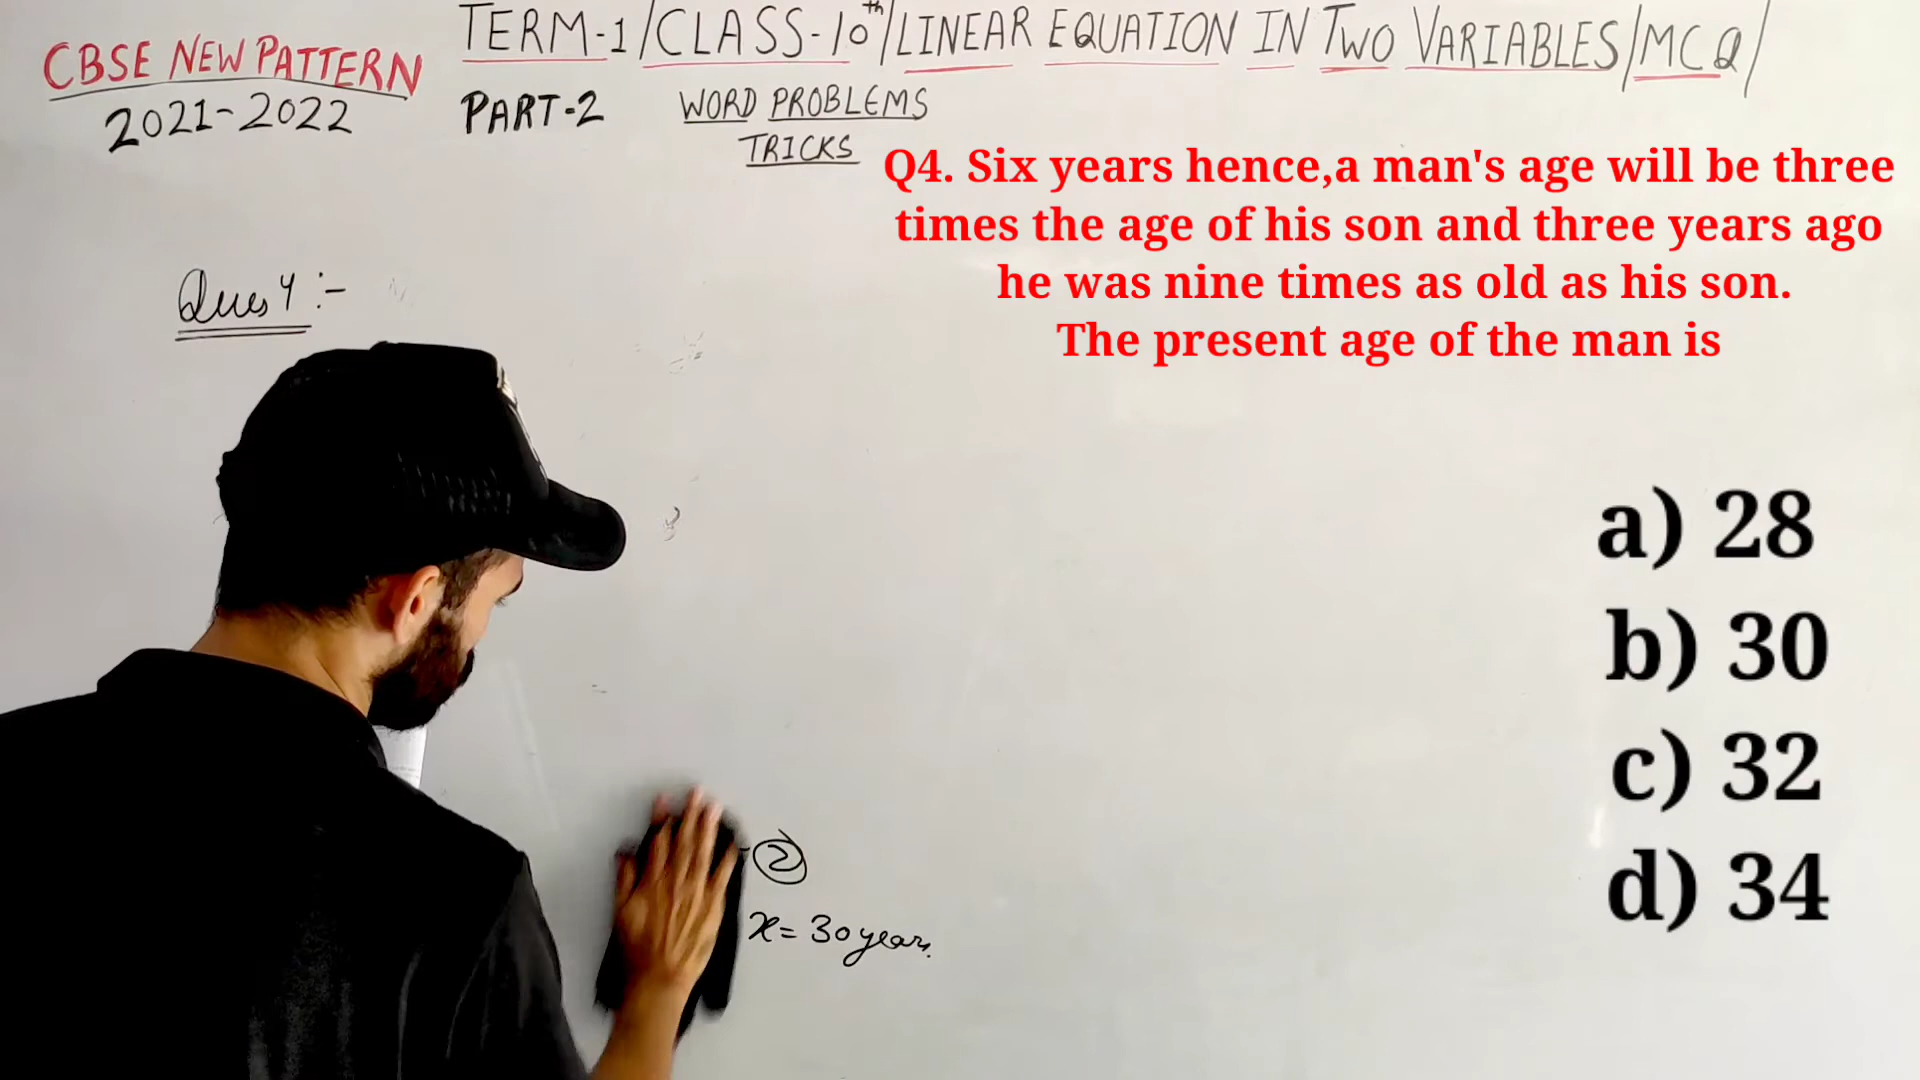 TERM-1/CLASS-10th/LINEAR EQUATION IN TWO VARIABLES/MCQ/
CBSE NEW PATTERN
2021-2022
PART-2
WORD PROBLEMS
TRICKS
Q4. Six years hence,a man's age will be three
times the age of his son and three years ago
he was nine times as old as his son.
The present age of the man is
Ques 4 :-
a) 28
b) 30
c) 32
d) 34
2
x = 30 years.